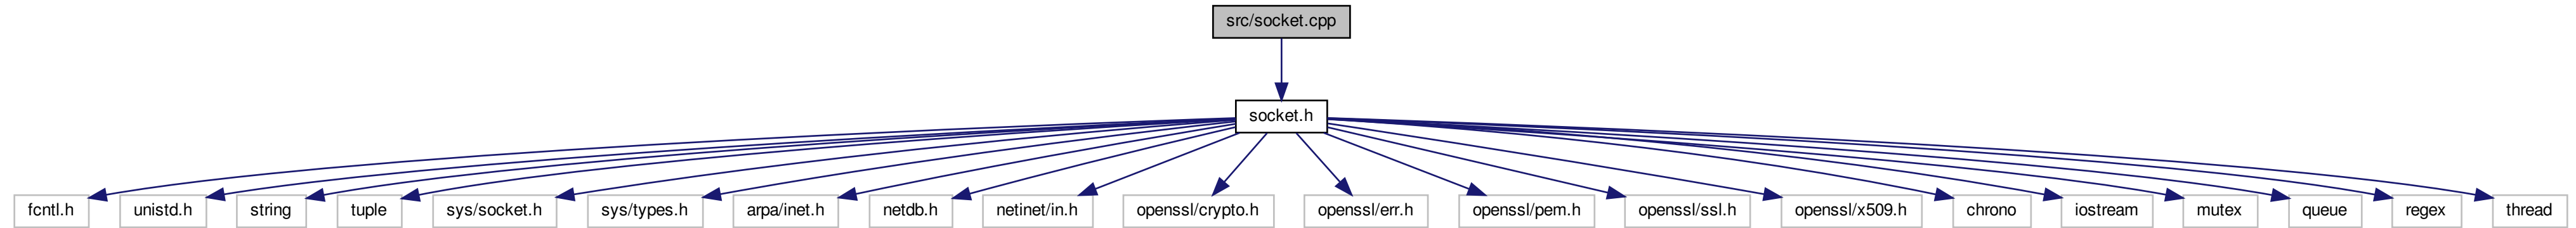 src/socket.cpp
socket.h
fcntl.h
unistd.h
string
tuple
sys/socket.h
sys/types.h
arpa/inet.h
netdb.h
netinet/in.h
openssl/crypto.h
openssl/err.h
openssl/pem.h
openssl/ssl.h
openssl/x509.h
chrono
iostream
mutex
queue
regex
thread